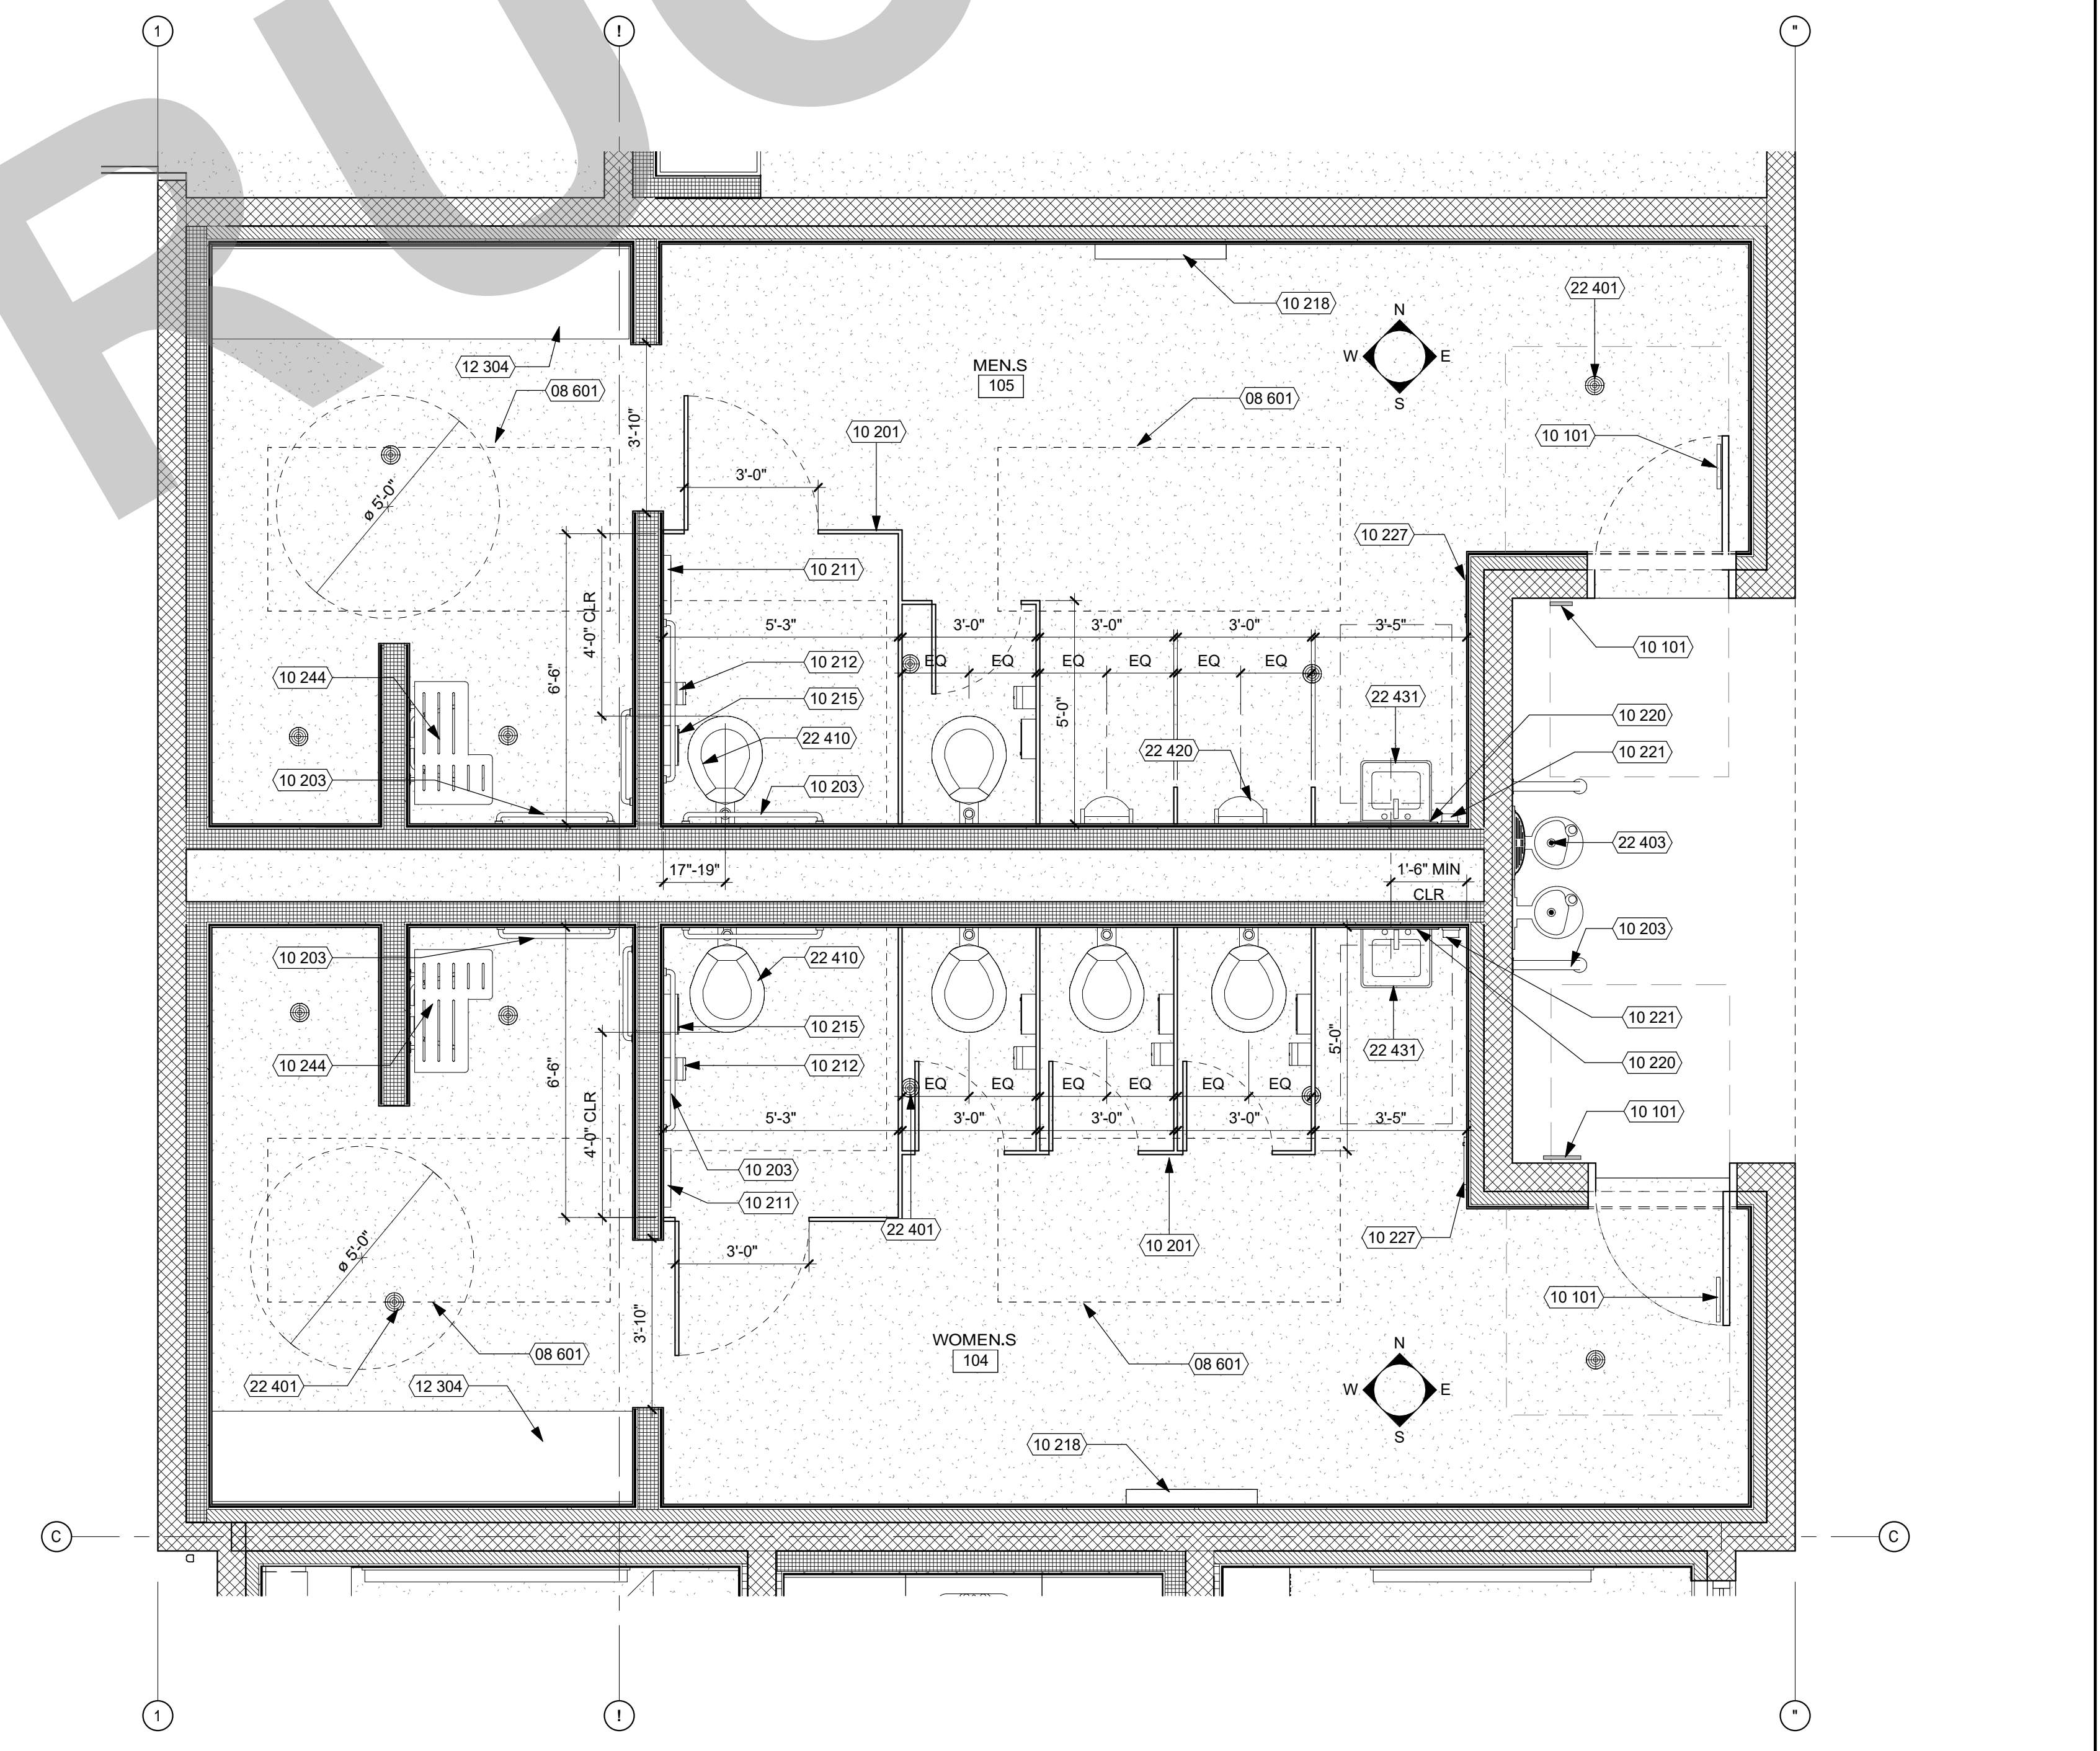 1
!
"
RUC
12 304
08 601
3'-10"
ø 5'-0"
3'-0"
10 201
MEN.S
105
10 218
08 601
N
W
E
S
22 401
10 101
10 227
10 211
4'-0" CLR
6'-6"
5'-3"
3'-0"
3'-0"
3'-0"
3'-5"
10 101
10 244
10 212
EQ
EQ
EQ
EQ
EQ
EQ
10 215
5'-0"
22 431
10 220
22 410
22 420
10 221
10 203
10 203
22 403
17"-19"
1'-6" MIN
CLR
10 203
10 203
22 410
10 215
10 221
10 244
10 212
6'-6"
4'-0" CLR
5'-0"
22 431
10 220
EQ
EQ
EQ
EQ
EQ
EQ
5'-3"
3'-0"
3'-0"
3'-0"
3'-5"
10 101
10 203
10 211
22 401
10 201
10 227
ø 5'-0"
3'-0"
10 101
3'-10"
08 601
WOMEN.S
104
08 601
N
W
E
S
22 401
12 304
10 218
C
C
1
!
"